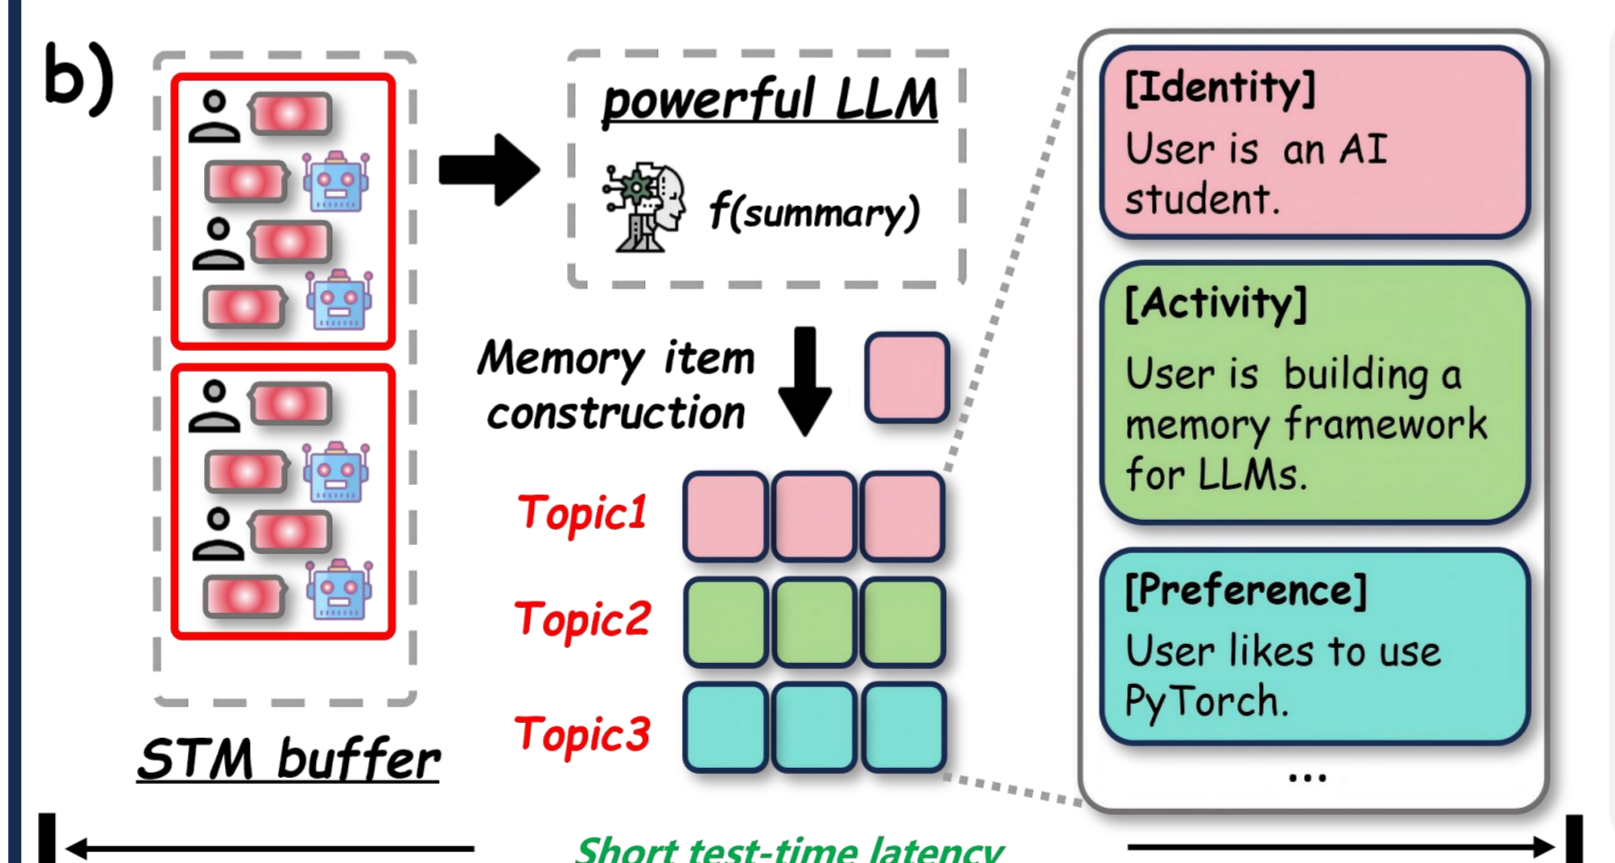 b)
powerful LLM
f(summary)
Memory item
construction
Topic1
Topic2
Topic3
STM buffer
[Identity]
User is an AI
student.
[Activity]
User is building a
memory framework
for LLMs.
[Preference]
User likes to use
PyTorch.
...
Short test-time latency